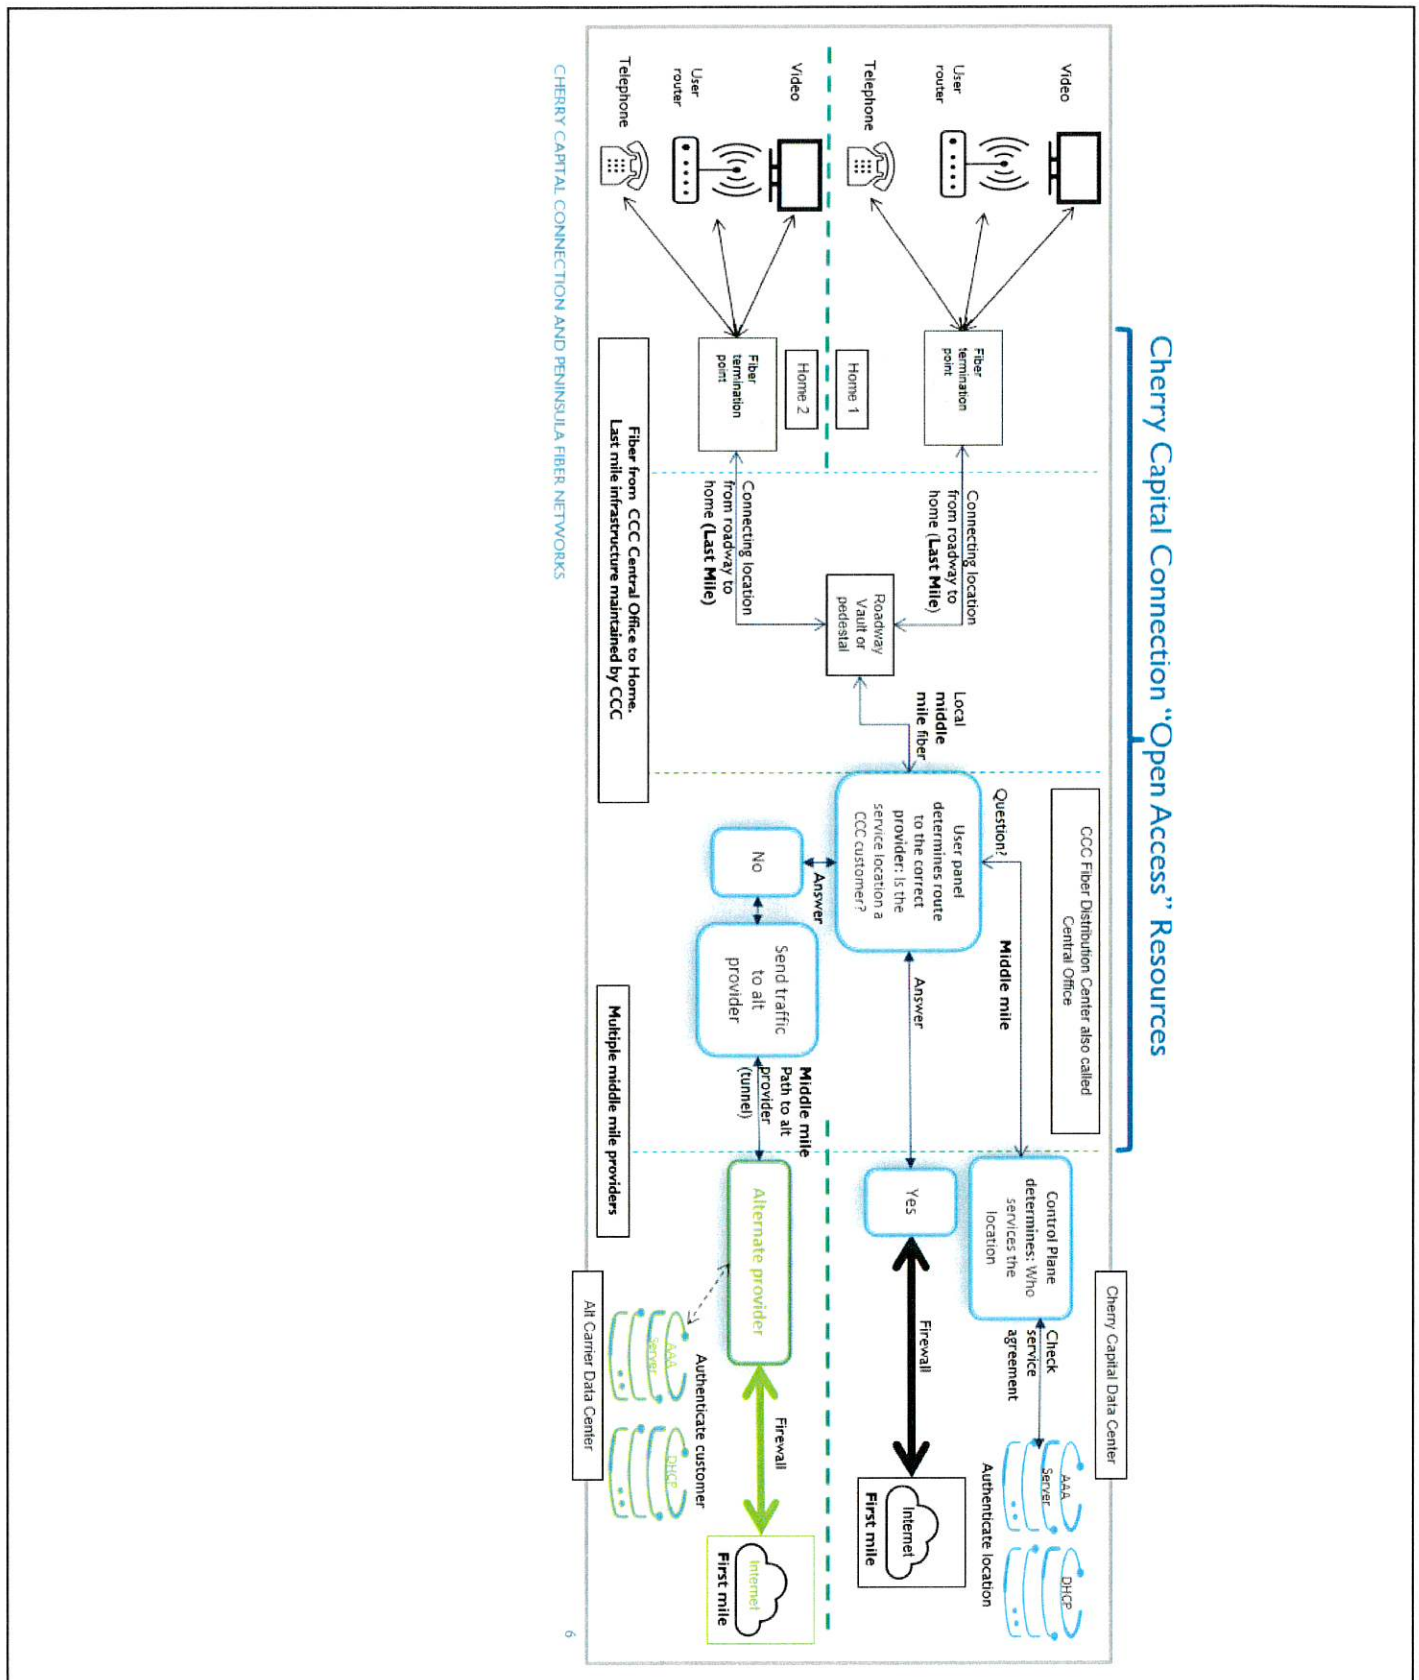 Cherry Capital Connection "Open Access" Resources
Video
User
router
Telephone
Fiber
termination
point
Home 1
Connecting location
from roadway to
home (Last Mile)
Video
User
router
Telephone
Home 2
Fiber
termination
point
Connecting location
from roadway to
home (Last Mile)
Roadway
Vault or
pedestal
Local
middle
mile fiber
Fiber from CCC Central Office to Home.
Last mile infrastructure maintained by CCC
CCC Fiber Distribution Center also called
Central Office
Question?
Middle mile
User panel
determines route
to the correct
provider: Is the
service location a
CCC customer?
Answer
Answer
No
Send traffic
to alt
provider
Middle mile
Path to alt
provider
(tunnel)
Multiple middle mile providers
Cherry Capital Data Center
Control Plane
determines: Who
services the
location
Check
service
agreement
AAA
Server
DHCP
Authenticate location
Yes
Firewall
Internet
First mile
Alternate provider
Firewall
Internet
First mile
Authenticate customer
AAA
Server
DHCP
Alt Carrier Data Center
CHERRY CAPITAL CONNECTION AND PENINSULA FIBER NETWORKS
6